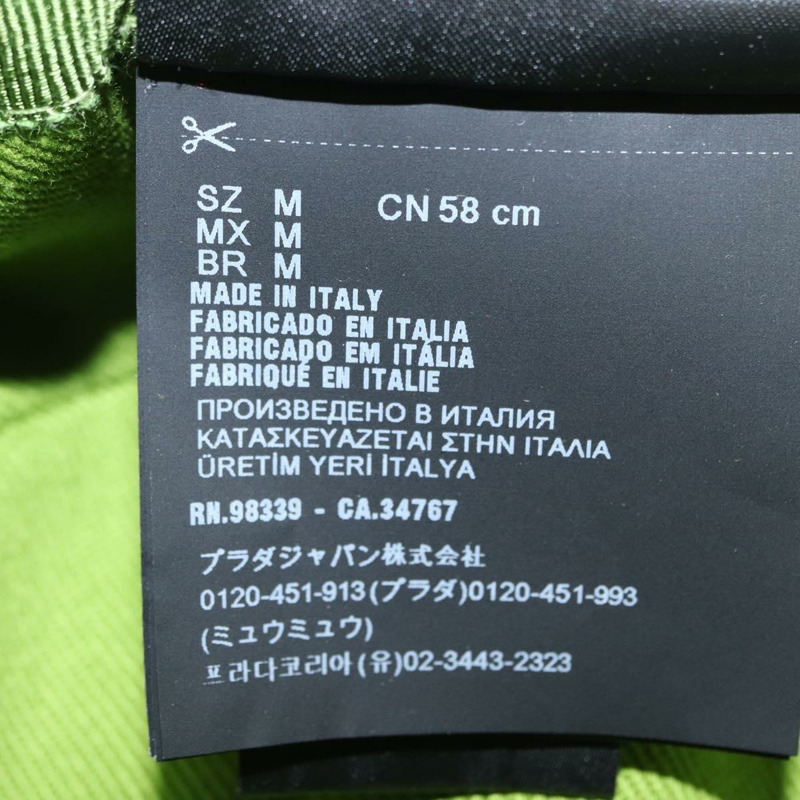 SZ M CN 58 cm
MX M
BR M
MADE IN ITALY
FABRICADO EN ITALIA
FABRICADO EM ITÁLIA
FABRIQUÉ EN ITALIE
ПРОИЗВЕДЕНО В ИТАЛИЯ
ΚΑΤΑΣΚΕΥΑΖΕΤΑΙ ΣΤΗΝ ΙΤΑΛΙΑ
ÜRETİM YERİ İTALYA
RN.98339 - CA.34767
プラダジャパン株式会社
0120-451-913(プラダ)0120-451-993
(ミュウミュウ)
프라다코리아(유)02-3443-2323